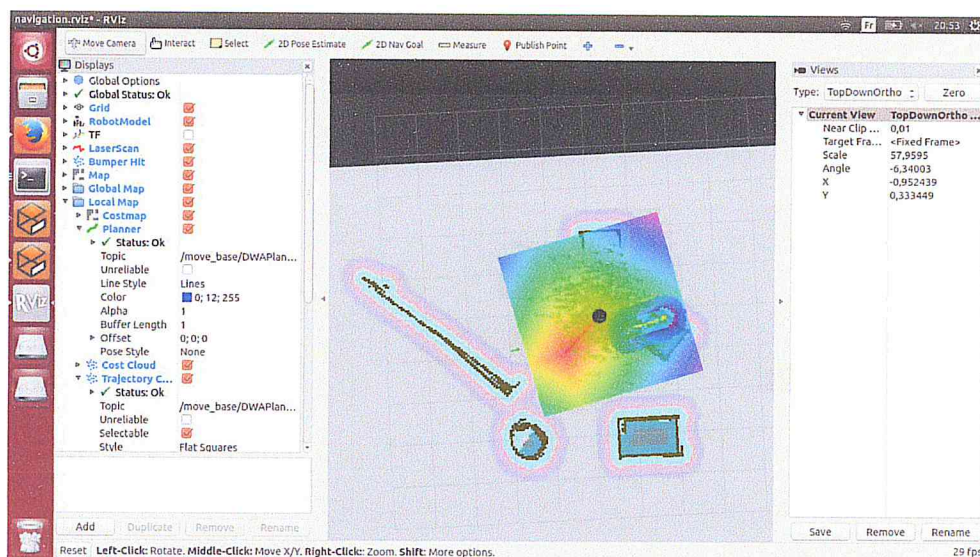 navigation.rviz* - RViz
Fr
20:53
Move Camera
Interact
Select
2D Pose Estimate
2D Nav Goal
Measure
Publish Point
Displays
Global Options
Global Status: Ok
Grid
RobotModel
TF
LaserScan
Bumper Hit
Map
Global Map
Local Map
Costmap
Planner
Status: Ok
Topic /move_base/DWAPlan...
Unreliable
Line Style Lines
Color 0; 12; 255
Alpha 1
Buffer Length 1
Offset 0; 0; 0
Pose Style None
Cost Cloud
Trajectory C...
Status: Ok
Topic /move_base/DWAPlan...
Unreliable
Selectable
Style Flat Squares
Add Duplicate Remove Rename
Views
Type: TopDownOrtho Zero
Current View TopDownOrtho ...
Near Clip ... 0,01
Target Fra... <Fixed Frame>
Scale 57,9595
Angle -6,34003
X -0,952439
Y 0,333449
Save Remove Rename
RViz
Reset Left-Click: Rotate. Middle-Click: Move X/Y. Right-Click:: Zoom. Shift: More options.
29 fp